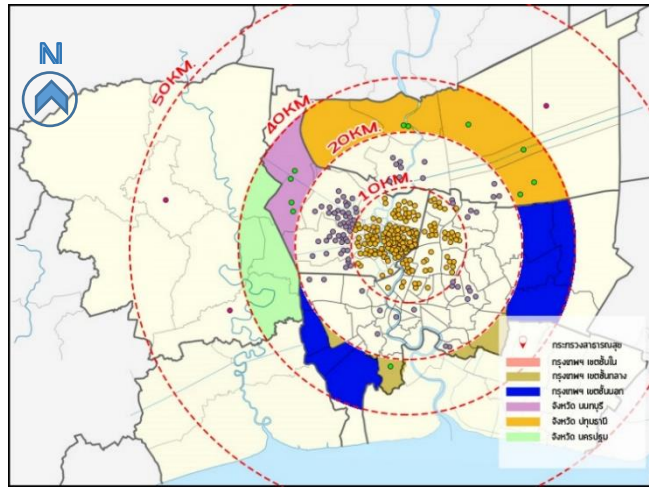 N
50KM.
40KM.
20KM.
10KM.
กระทรวงสาธารณสุข
กรุงเทพฯ เขตชั้นใน
กรุงเทพฯ เขตชั้นกลาง
กรุงเทพฯ เขตชั้นนอก
จังหวัด นนทบุรี
จังหวัด ปทุมธานี
จังหวัด นครปฐม